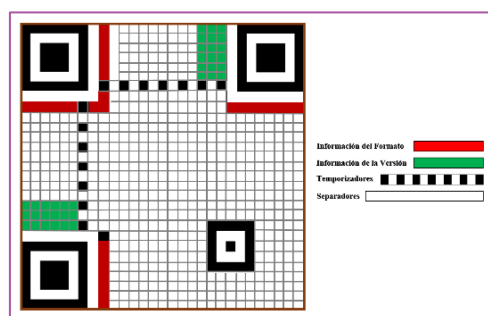 Información del Formato
Información de la Versión
Temporizadores
Separadores